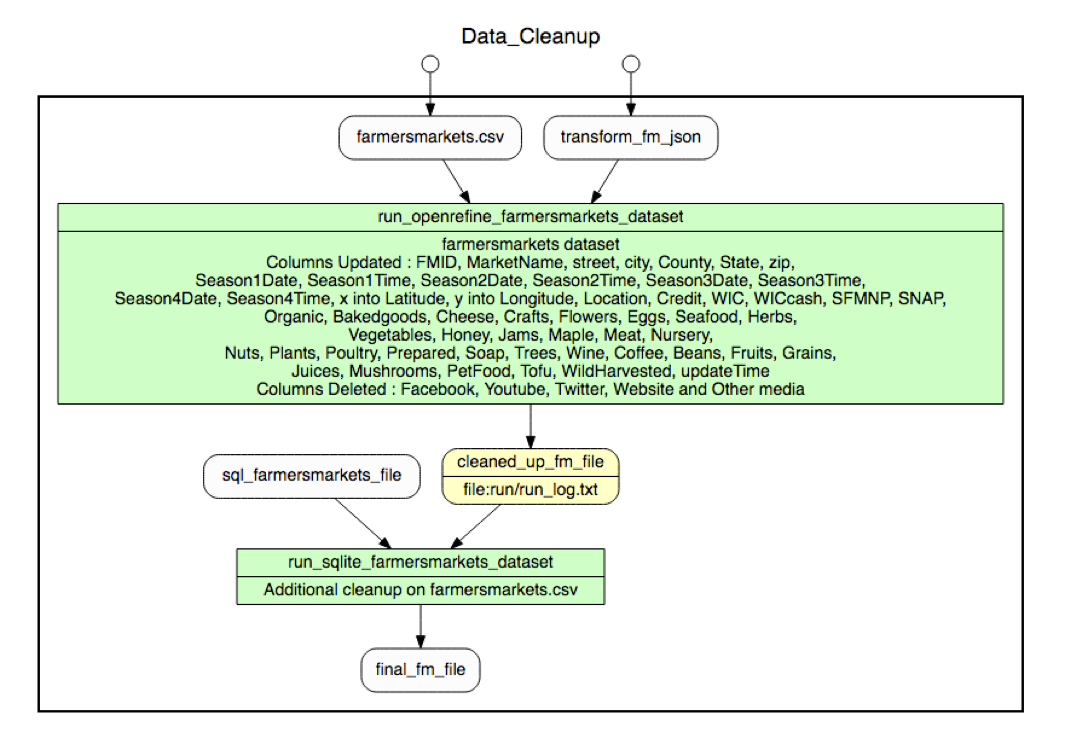 Data_Cleanup
farmersmarkets.csv
transform_fm_json
run_openrefine_farmersmarkets_dataset
farmersmarkets dataset
Columns Updated : FMID, MarketName, street, city, County, State, zip,
Season1Date, Season1Time, Season2Date, Season2Time, Season3Date, Season3Time,
Season4Date, Season4Time, x into Latitude, y into Longitude, Location, Credit, WIC, WICcash, SFMNP, SNAP,
Organic, Bakedgoods, Cheese, Crafts, Flowers, Eggs, Seafood, Herbs,
Vegetables, Honey, Jams, Maple, Meat, Nursery,
Nuts, Plants, Poultry, Prepared, Soap, Trees, Wine, Coffee, Beans, Fruits, Grains,
Juices, Mushrooms, PetFood, Tofu, WildHarvested, updateTime
Columns Deleted : Facebook, Youtube, Twitter, Website and Other media
sql_farmersmarkets_file
cleaned_up_fm_file
file:run/run_log.txt
run_sqlite_farmersmarkets_dataset
Additional cleanup on farmersmarkets.csv
final_fm_file